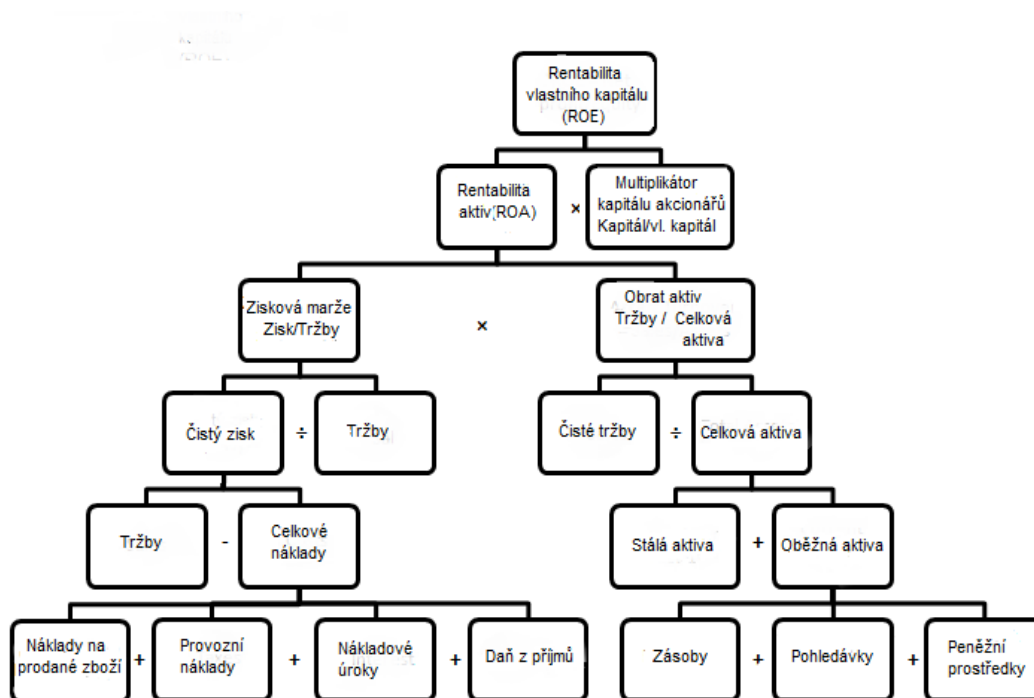 Rentabilita
vlastního kapitálu
(ROE)
Rentabilita
aktiv(ROA)
×
Multiplikátor
kapitálu akcionářů
Kapitál/vl. kapitál
Zisková marže
Zisk/Tržby
×
Obrat aktiv
Tržby / Celková
aktiva
Čistý zisk
÷
Tržby
Čisté tržby
÷
Celková aktiva
Tržby
-
Celkové
náklady
Stálá aktiva
+
Oběžná aktiva
Náklady na
prodané zboží
+
Provozní
náklady
+
Nákladové
úroky
+
Daň z příjmů
Zásoby
+
Pohledávky
+
Peněžní
prostředky